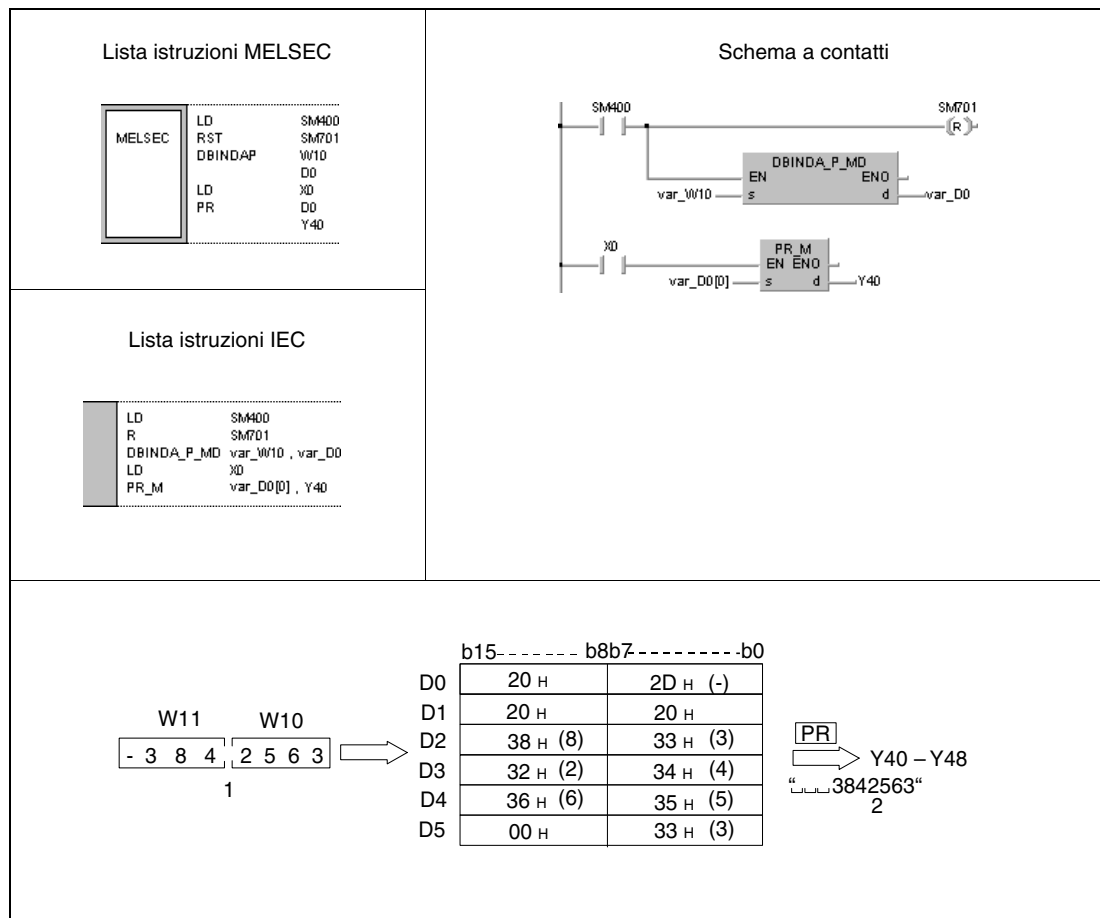 Lista istruzioni MELSEC
MELSEC
LD SM400
RST SM701
DBINDAP W10
D0
LD X0
PR D0
Y40
Schema a contatti
SM400 SM701
R
DBINDA_P_MD
EN ENO
var_W10 s d var_D0
X0
PR_M
EN ENO
var_D0[0] s d Y40
Lista istruzioni IEC
LD SM400
R SM701
DBINDA_P_MD var_W10 , var_D0
LD X0
PR_M var_D0[0] , Y40
b15------- b8b7----------b0
W11 W10
- 3 8 4 2 5 6 3
1
D0 20 H 2D H (-)
D1 20 H 20 H
D2 38 H (8) 33 H (3)
D3 32 H (2) 34 H (4)
D4 36 H (6) 35 H (5)
D5 00 H 33 H (3)
PR
Y40 – Y48
“␣␣␣3842563“
2